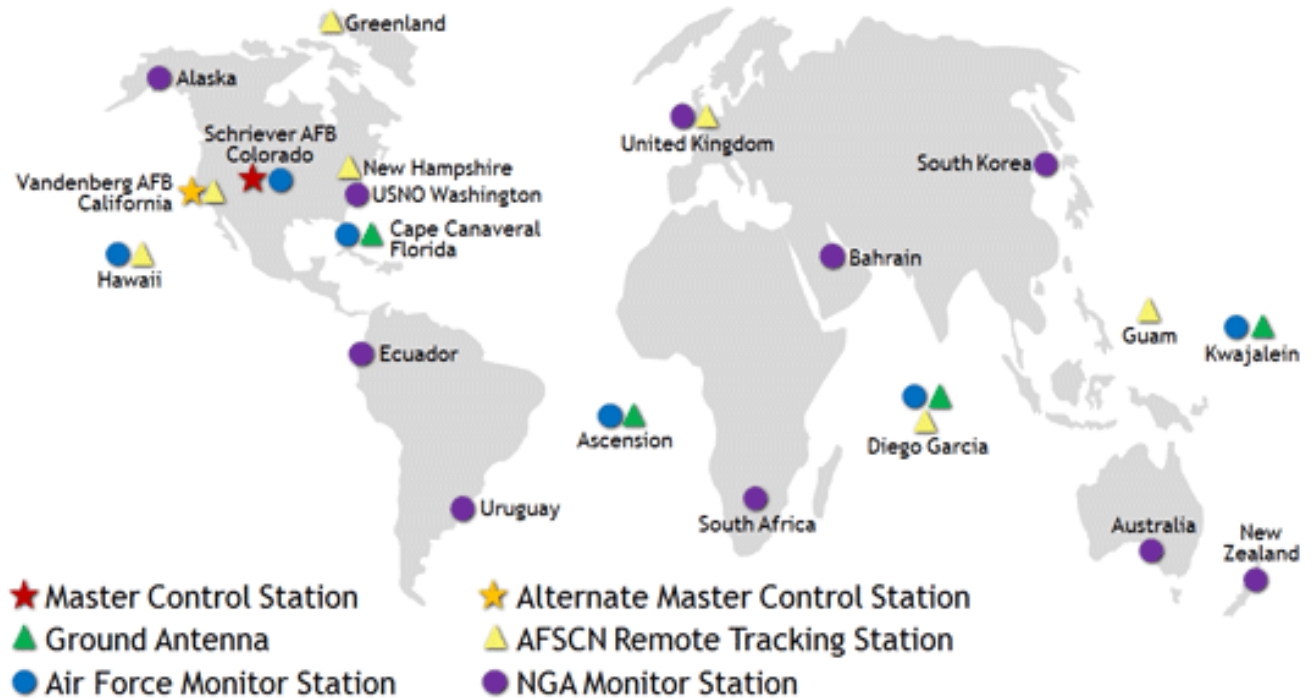 Greenland
Alaska
Schriever AFB
Colorado
Vandenberg AFB
California
New Hampshire
USNO Washington
Cape Canaveral
Florida
Hawaii
United Kingdom
South Korea
Bahrain
Guam
Kwajalein
Ecuador
Ascension
Diego Garcia
Uruguay
South Africa
Australia
New
Zealand
Master Control Station
Alternate Master Control Station
Ground Antenna
AFSCN Remote Tracking Station
Air Force Monitor Station
NGA Monitor Station